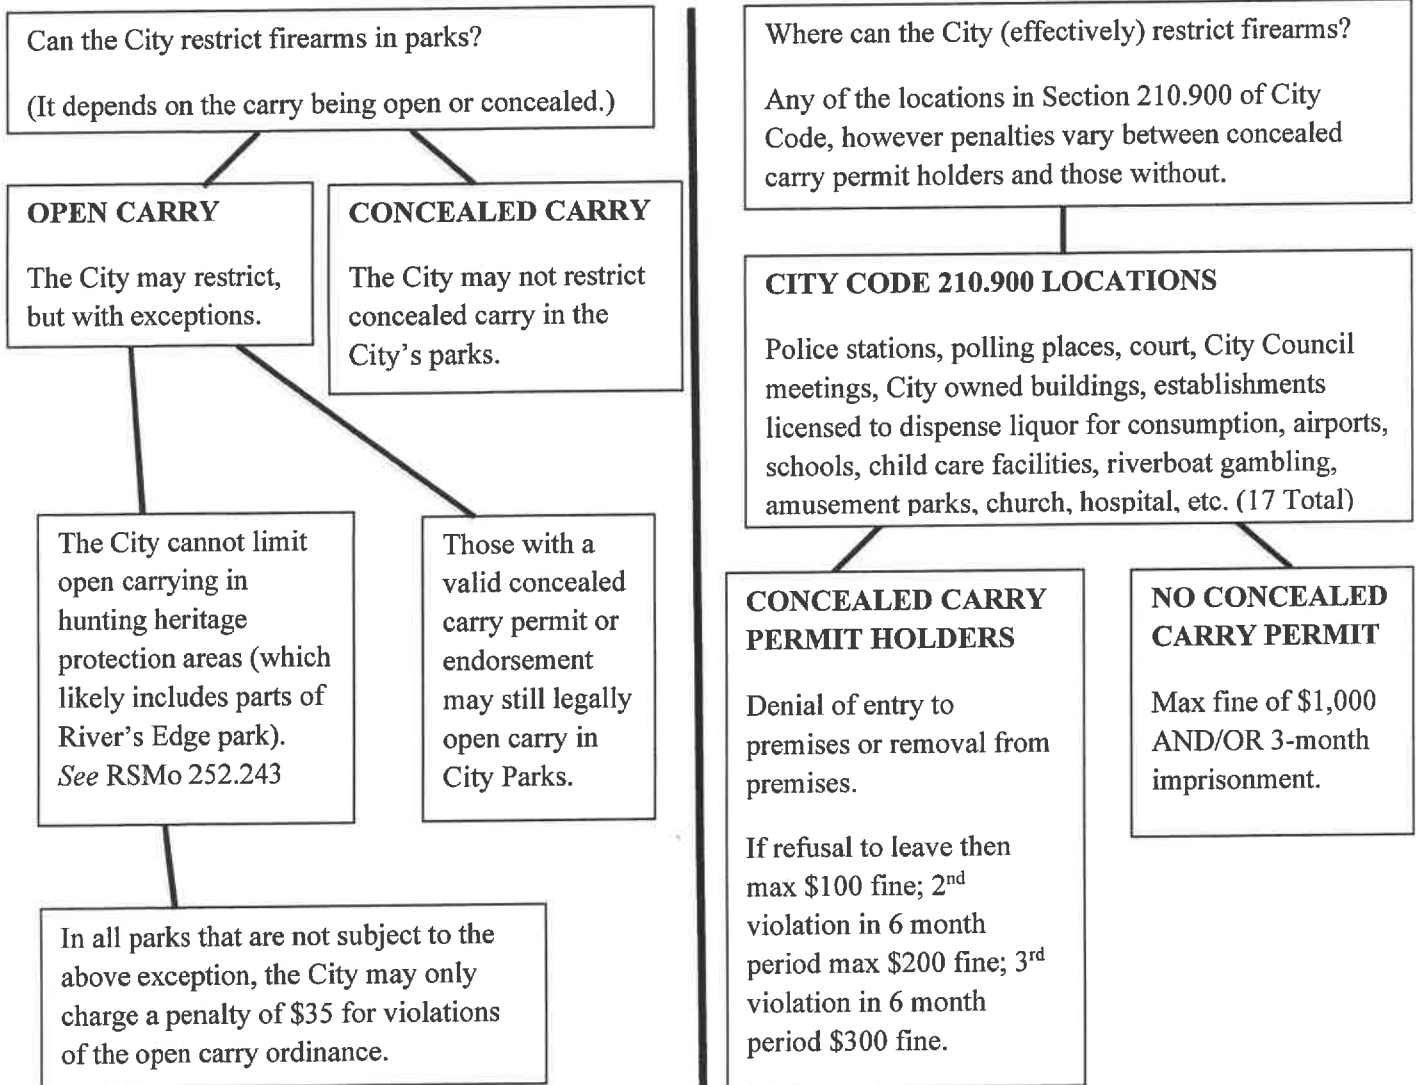 Can the City restrict firearms in parks?
(It depends on the carry being open or concealed.)
OPEN CARRY
The City may restrict,
but with exceptions.
CONCEALED CARRY
The City may not restrict
concealed carry in the
City's parks.
The City cannot limit
open carrying in
hunting heritage
protection areas (which
likely includes parts of
River's Edge park).
See RSMo 252.243
Those with a
valid concealed
carry permit or
endorsement
may still legally
open carry in
City Parks.
In all parks that are not subject to the
above exception, the City may only
charge a penalty of $35 for violations
of the open carry ordinance.
Where can the City (effectively) restrict firearms?
Any of the locations in Section 210.900 of City
Code, however penalties vary between concealed
carry permit holders and those without.
CITY CODE 210.900 LOCATIONS
Police stations, polling places, court, City Council
meetings, City owned buildings, establishments
licensed to dispense liquor for consumption, airports,
schools, child care facilities, riverboat gambling,
amusement parks, church, hospital, etc. (17 Total)
CONCEALED CARRY
PERMIT HOLDERS
Denial of entry to
premises or removal from
premises.
If refusal to leave then
max $100 fine; 2nd
violation in 6 month
period max $200 fine; 3rd
violation in 6 month
period $300 fine.
NO CONCEALED
CARRY PERMIT
Max fine of $1,000
AND/OR 3-month
imprisonment.